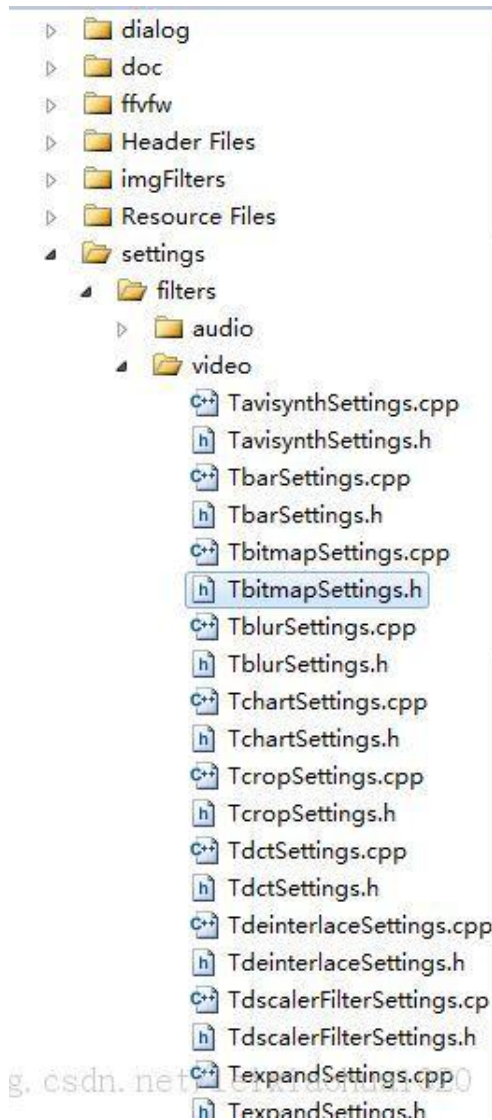 dialog
doc
ffvfw
Header Files
imgFilters
Resource Files
settings
filters
audio
video
TavisynthSettings.cpp
TavisynthSettings.h
TbarSettings.cpp
TbarSettings.h
TbitmapSettings.cpp
TbitmapSettings.h
TblurSettings.cpp
TblurSettings.h
TchartSettings.cpp
TchartSettings.h
TcropSettings.cpp
TcropSettings.h
TdctSettings.cpp
TdctSettings.h
TdeinterlaceSettings.cpp
TdeinterlaceSettings.h
TdscalerFilterSettings.cp
TdscalerFilterSettings.h
TexpandSettings.cpp
TexpandSettings.h